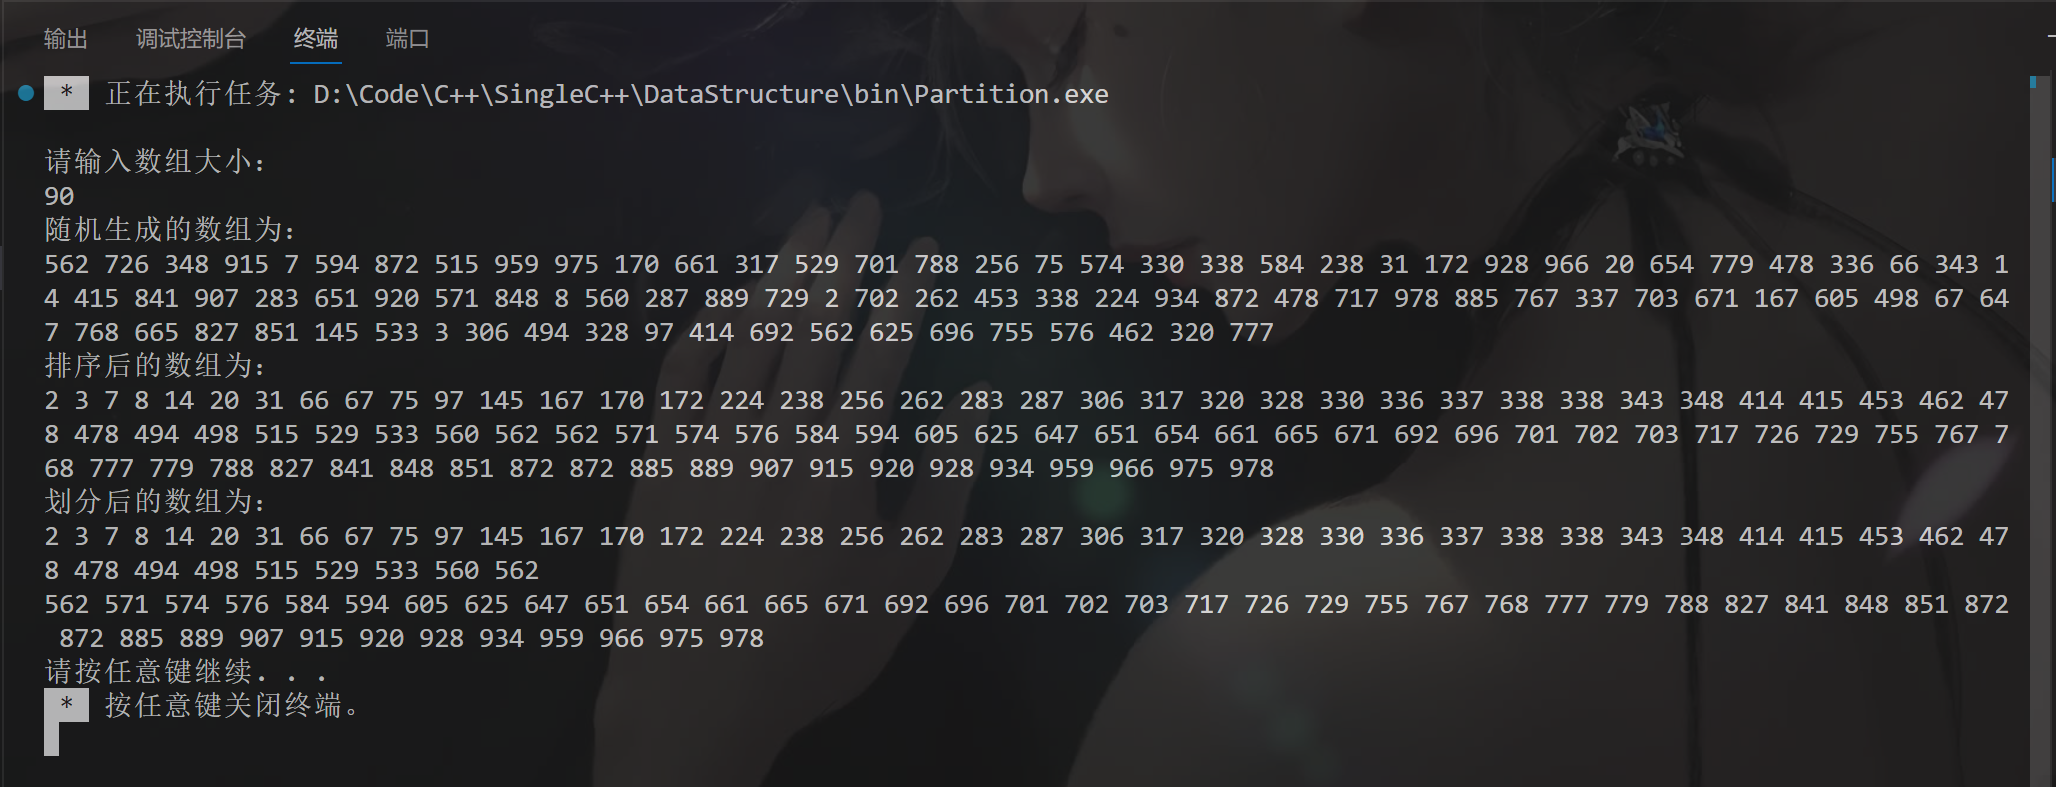 输出 调试控制台 终端 端口
* 正在执行任务: D:\Code\C++\SingleC++\DataStructure\bin\Partition.exe
请输入数组大小:
90
随机生成的数组为:
562 726 348 915 7 594 872 515 959 975 170 661 317 529 701 788 256 75 574 330 338 584 238 31 172 928 966 20 654 779 478 336 66 343 1
4 415 841 907 283 651 920 571 848 8 560 287 889 729 2 702 262 453 338 224 934 872 478 717 978 885 767 337 703 671 167 605 498 67 64
7 768 665 827 851 145 533 3 306 494 328 97 414 692 562 625 696 755 576 462 320 777
排序后的数组为:
2 3 7 8 14 20 31 66 67 75 97 145 167 170 172 224 238 256 262 283 287 306 317 320 328 330 336 337 338 338 343 348 414 415 453 462 47
8 478 494 498 515 529 533 560 562 562 571 574 576 584 594 605 625 647 651 654 661 665 671 692 696 701 702 703 717 726 729 755 767 7
68 777 779 788 827 841 848 851 872 872 885 889 907 915 920 928 934 959 966 975 978
划分后的数组为:
2 3 7 8 14 20 31 66 67 75 97 145 167 170 172 224 238 256 262 283 287 306 317 320 328 330 336 337 338 338 343 348 414 415 453 462 47
8 478 494 498 515 529 533 560 562
562 571 574 576 584 594 605 625 647 651 654 661 665 671 692 696 701 702 703 717 726 729 755 767 768 777 779 788 827 841 848 851 872
872 885 889 907 915 920 928 934 959 966 975 978
请按任意键继续. . .
* 按任意键关闭终端。